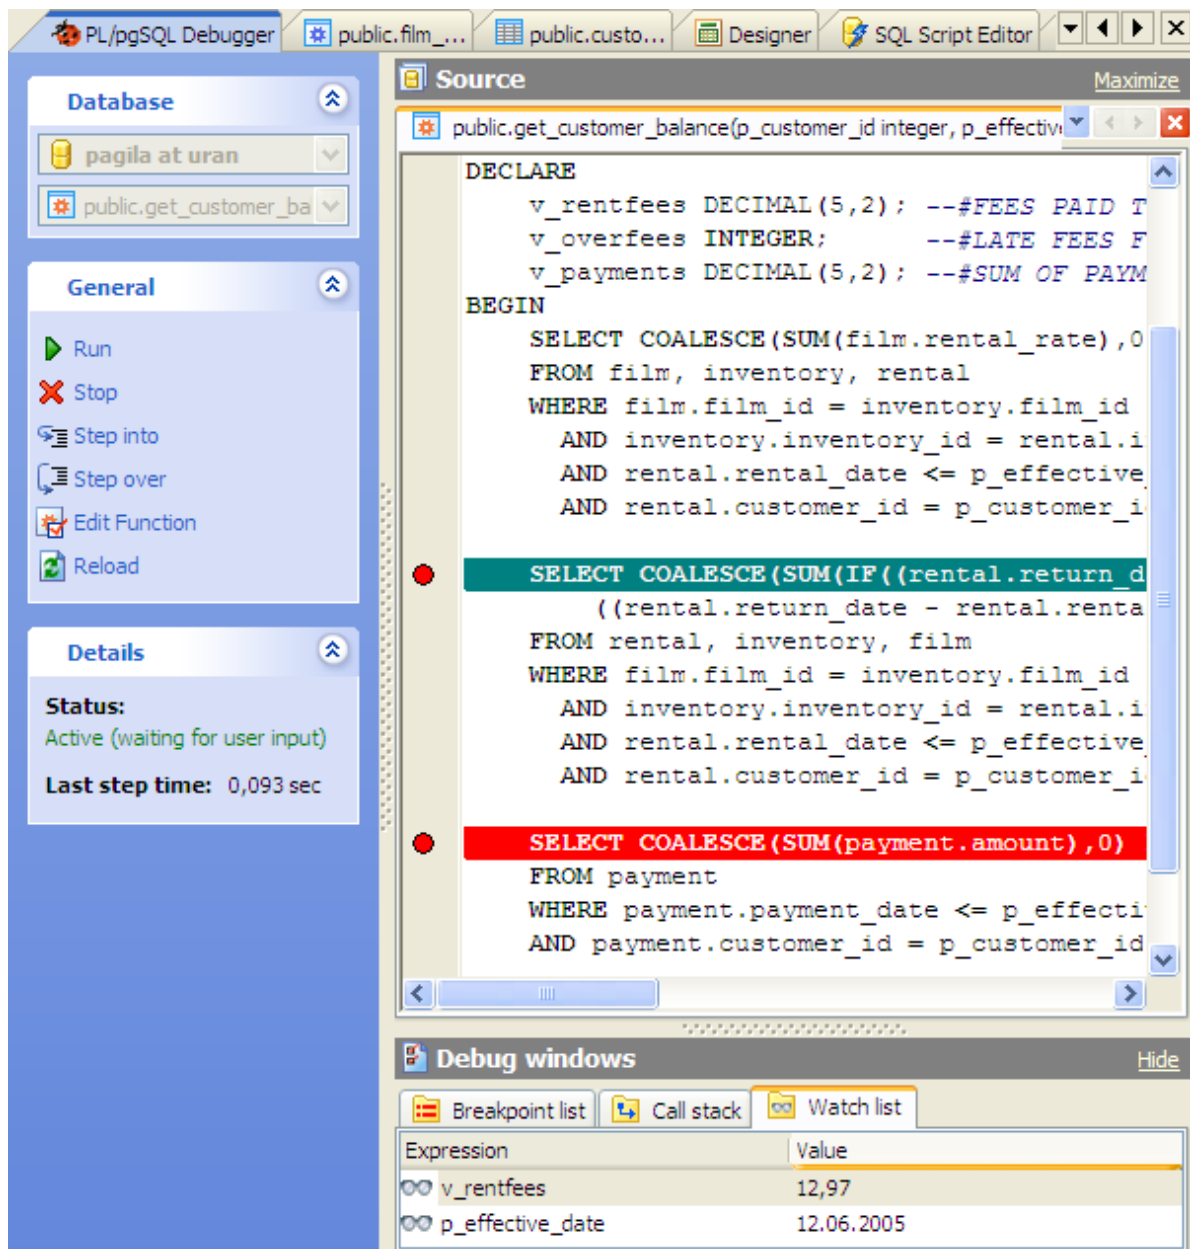 PL/pgSQL Debugger public.film_... public.custo... Designer SQL Script Editor
Database
pagila at uran
public.get_customer_ba
General
Run
Stop
Step into
Step over
Edit Function
Reload
Details
Status:
Active (waiting for user input)
Last step time: 0,093 sec
Source Maximize
public.get_customer_balance(p_customer_id integer, p_effectiv
DECLARE
v_rentfees DECIMAL(5,2); --#FEES PAID T
v_overfees INTEGER; --#LATE FEES F
v_payments DECIMAL(5,2); --#SUM OF PAYM
BEGIN
SELECT COALESCE(SUM(film.rental_rate),0
FROM film, inventory, rental
WHERE film.film_id = inventory.film_id
AND inventory.inventory_id = rental.i
AND rental.rental_date <= p_effective_
AND rental.customer_id = p_customer_i
SELECT COALESCE(SUM(IF((rental.return_d
((rental.return_date - rental.renta
FROM rental, inventory, film
WHERE film.film_id = inventory.film_id
AND inventory.inventory_id = rental.i
AND rental.rental_date <= p_effective_
AND rental.customer_id = p_customer_i
SELECT COALESCE(SUM(payment.amount),0)
FROM payment
WHERE payment.payment_date <= p_effecti
AND payment.customer_id = p_customer_id
Debug windows Hide
Breakpoint list Call stack Watch list
Expression Value
v_rentfees 12,97
p_effective_date 12.06.2005